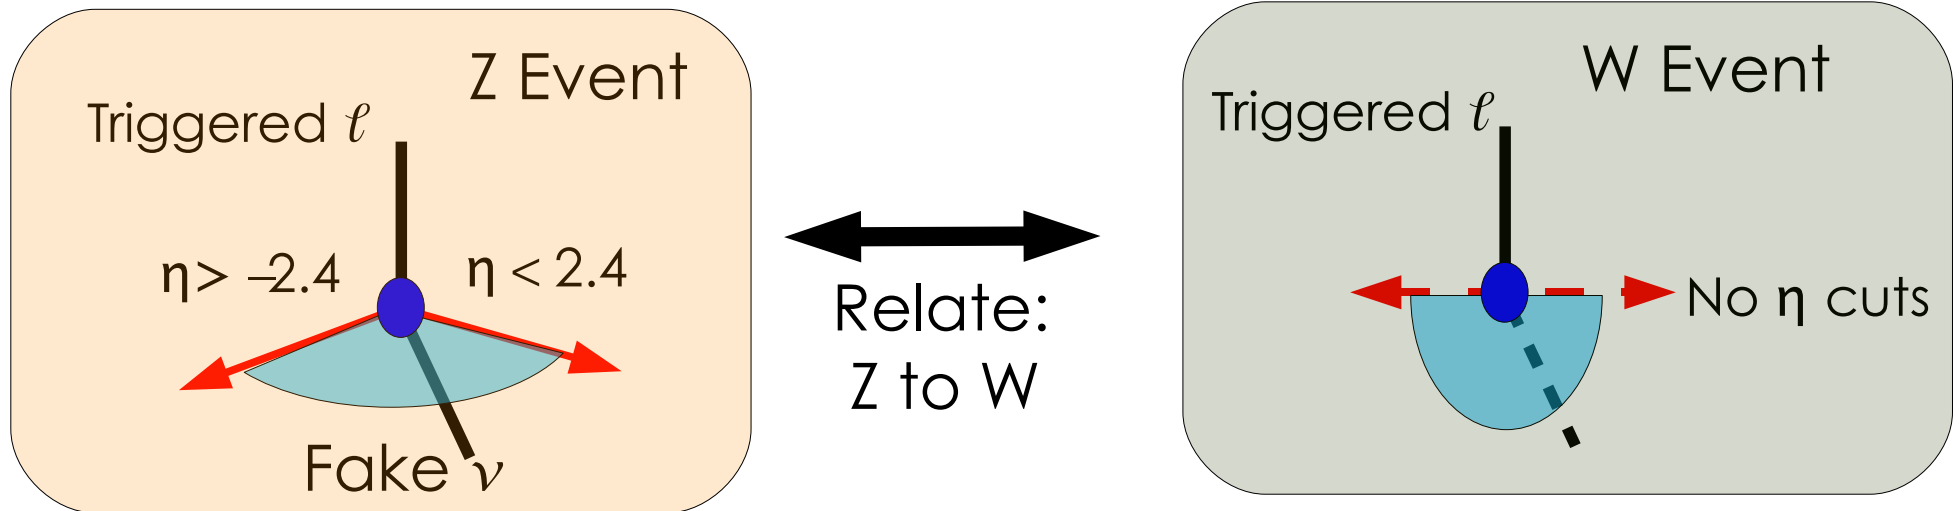 Z Event
Triggered ℓ
η> –2.4
η < 2.4
Fake ν
Relate:
Z to W
W Event
Triggered ℓ
No η cuts